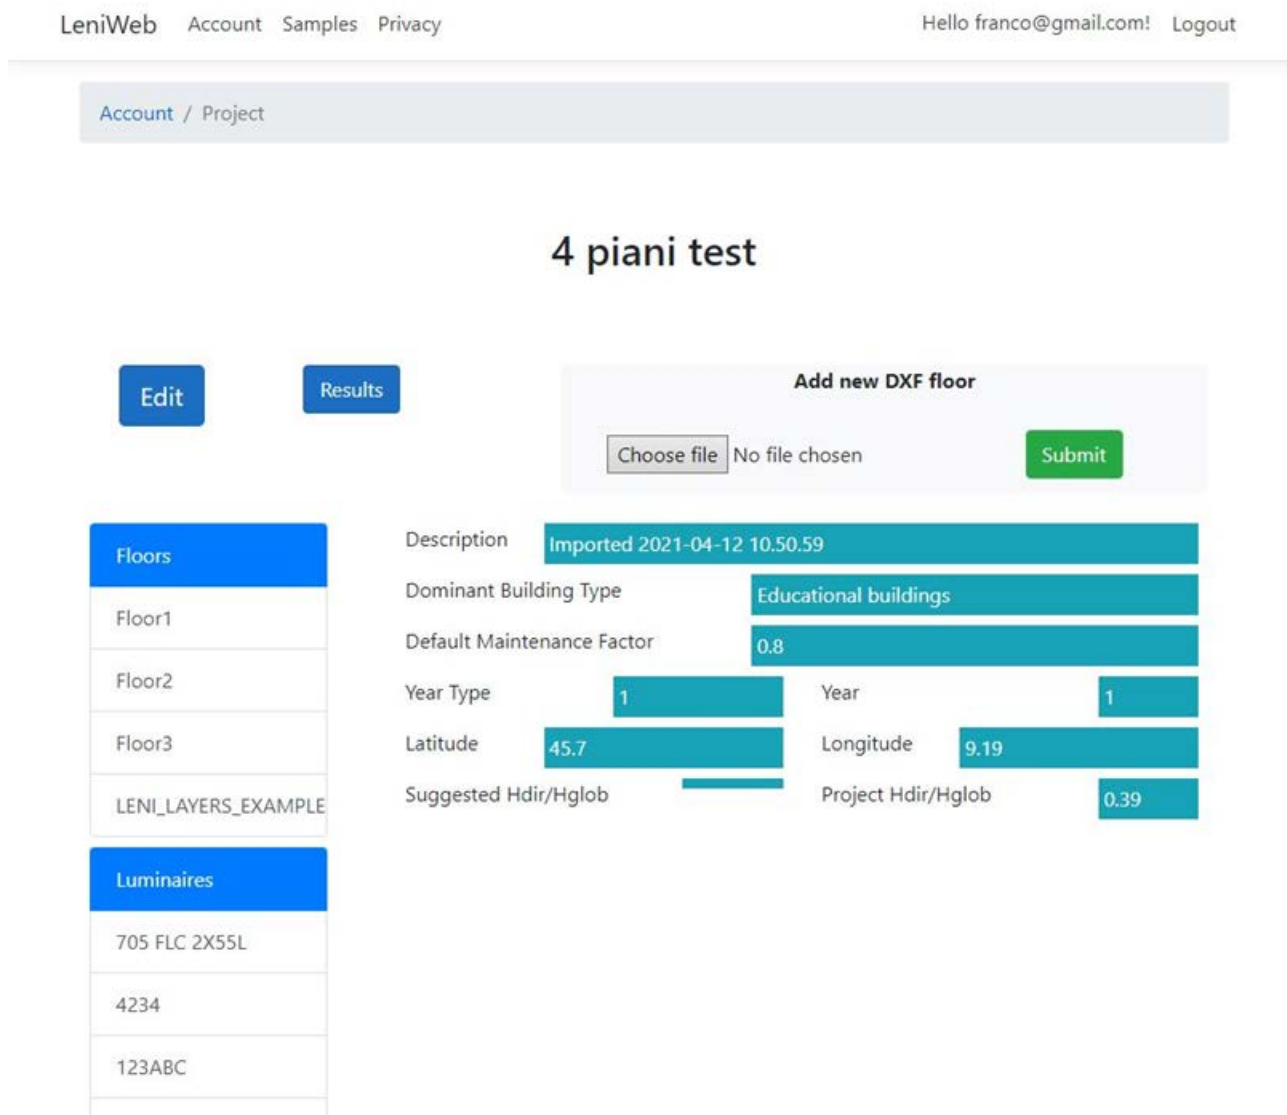 LeniWeb Account Samples Privacy Hello franco@gmail.com! Logout
Account / Project
4 piani test
Edit
Results
Add new DXF floor
Choose file No file chosen
Submit
Floors
Floor1
Floor2
Floor3
LENI_LAYERS_EXAMPLE
Luminaires
705 FLC 2X55L
4234
123ABC
Description Imported 2021-04-12 10.50.59
Dominant Building Type Educational buildings
Default Maintenance Factor 0.8
Year Type 1 Year 1
Latitude 45.7 Longitude 9.19
Suggested Hdir/Hglob Project Hdir/Hglob 0.39